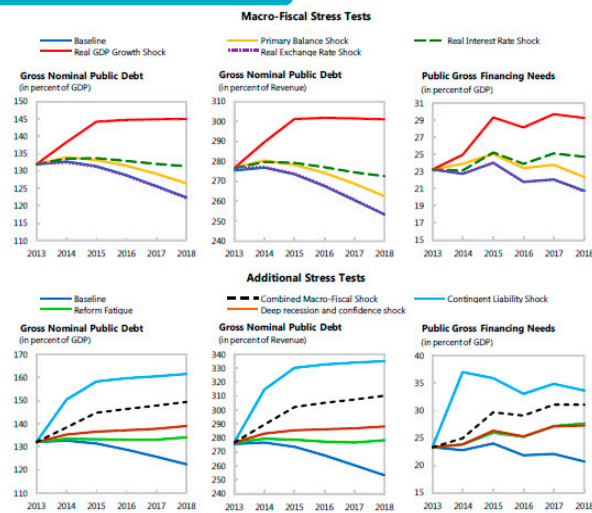 Macro-Fiscal Stress Tests
Baseline
Primary Balance Shock
Real Interest Rate Shock
Real GDP Growth Shock
Real Exchange Rate Shock
Gross Nominal Public Debt
(in percent of GDP)
Gross Nominal Public Debt
(in percent of Revenue)
Public Gross Financing Needs
(in percent of GDP)
150
145
140
135
130
125
120
115
110
2013 2014 2015 2016 2017 2018
310
300
290
280
270
260
250
240
2013 2014 2015 2016 2017 2018
31
29
27
25
23
21
19
17
15
2013 2014 2015 2016 2017 2018
Additional Stress Tests
Baseline
Combined Macro-Fiscal Shock
Contingent Liability Shock
Reform Fatigue
Deep recession and confidence shock
Gross Nominal Public Debt
(in percent of GDP)
Gross Nominal Public Debt
(in percent of Revenue)
Public Gross Financing Needs
(in percent of GDP)
170
160
150
140
130
120
110
2013 2014 2015 2016 2017 2018
340
330
320
310
300
290
280
270
260
250
240
2013 2014 2015 2016 2017 2018
40
35
30
25
20
15
2013 2014 2015 2016 2017 2018